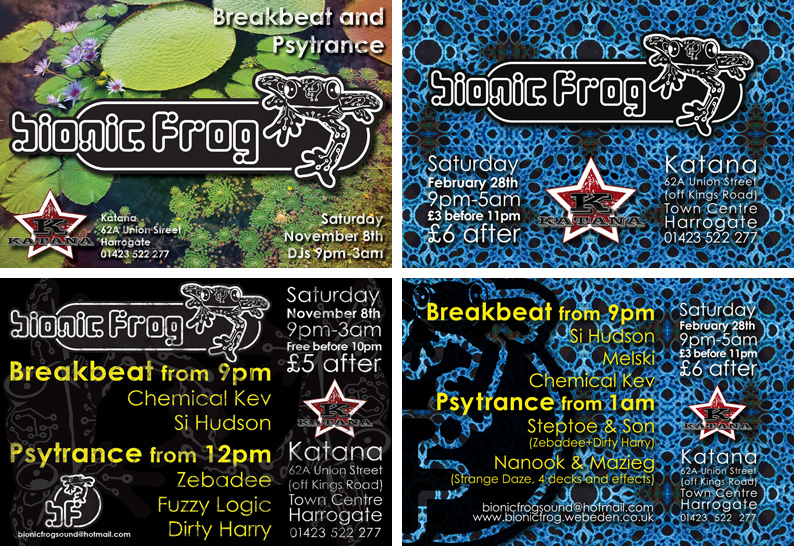 Breakbeat and
Psytrance
bionic frog
K
KATANA
Katana
62A Union Street
Harrogate
01423 522 277
Saturday
November 8th
DJs 9pm-3am
bionic frog
Saturday
February 28th
9pm-5am
£3 before 11pm
£6 after
K
KATANA
Katana
62A Union Street
(off Kings Road)
Town Centre
Harrogate
01423 522 277
bionic frog
Breakbeat from 9pm
Chemical Kev
Si Hudson
Psytrance from 12pm
Zebadee
Fuzzy Logic
Dirty Harry
bf
bionicfrogsound@hotmail.com
Saturday
November 8th
9pm-3am
Free before 10pm
£5 after
K
KATANA
Katana
62A Union Street
(off Kings Road)
Town Centre
Harrogate
01423 522 277
Breakbeat from 9pm
Si Hudson
Melski
Chemical Kev
Psytrance from 1am
Steptoe & Son
(Zebadee+Dirty Harry)
Nanook & Mazieg
(Strange Daze, 4 decks and effects)
bionicfrogsound@hotmail.com
www.bionicfrog.webeden.co.uk
Saturday
February 28th
9pm-5am
£3 before 11pm
£6 after
K
KATANA
Katana
62A Union Street
(off Kings Road)
Town Centre
Harrogate
01423 522 277